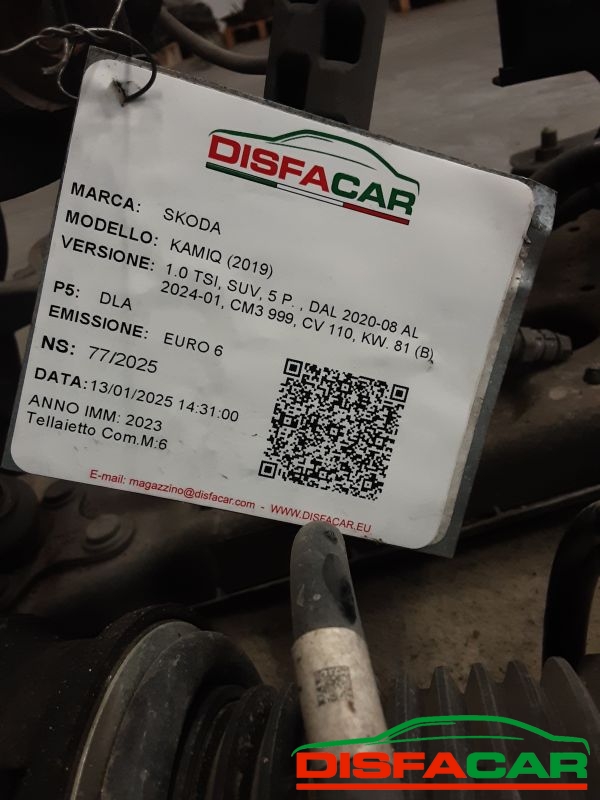 DISFACAR
MARCA: SKODA
MODELLO: KAMIQ (2019)
VERSIONE: 1.0 TSI, SUV, 5 P. , DAL 2020-08 AL
2024-01, CM3 999, CV 110, KW. 81 (B)
P5: DLA
EMISSIONE: EURO 6
NS: 77/2025
DATA:13/01/2025 14:31:00
ANNO IMM: 2023
Tellaietto Com.M:6
E-mail: magazzino@disfacar.com - WWW.DISFACAR.EU
DISFACAR